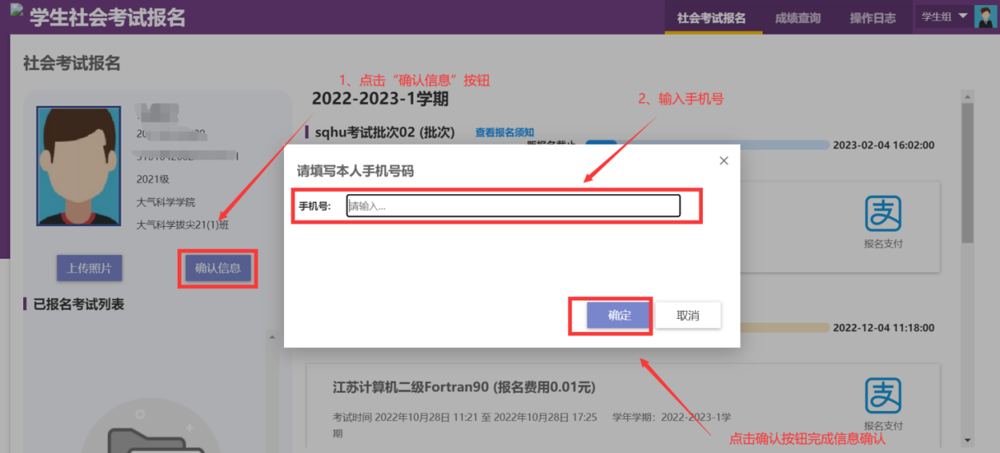 学生社会考试报名
社会考试报名
成绩查询
操作日志
学生组
社会考试报名
1、点击“确认信息”按钮
2022-2023-1学期
2、输入手机号
sqhu考试批次02 (批次)
查看报名须知
2023-02-04 16:02:00
2021级
大气科学学院
大气科学拔尖21(1)班
上传照片
确认信息
已报名考试列表
请填写本人手机号码
手机号:
请输入...
确定
取消
支
报名支付
2022-12-04 11:18:00
江苏计算机二级Fortran90 (报名费用0.01元)
考试时间 2022年10月28日 11:21 至 2022年10月28日 17:25
学年学期：2022-2023-1学
期
支
报名支付
点击确认按钮完成信息确认